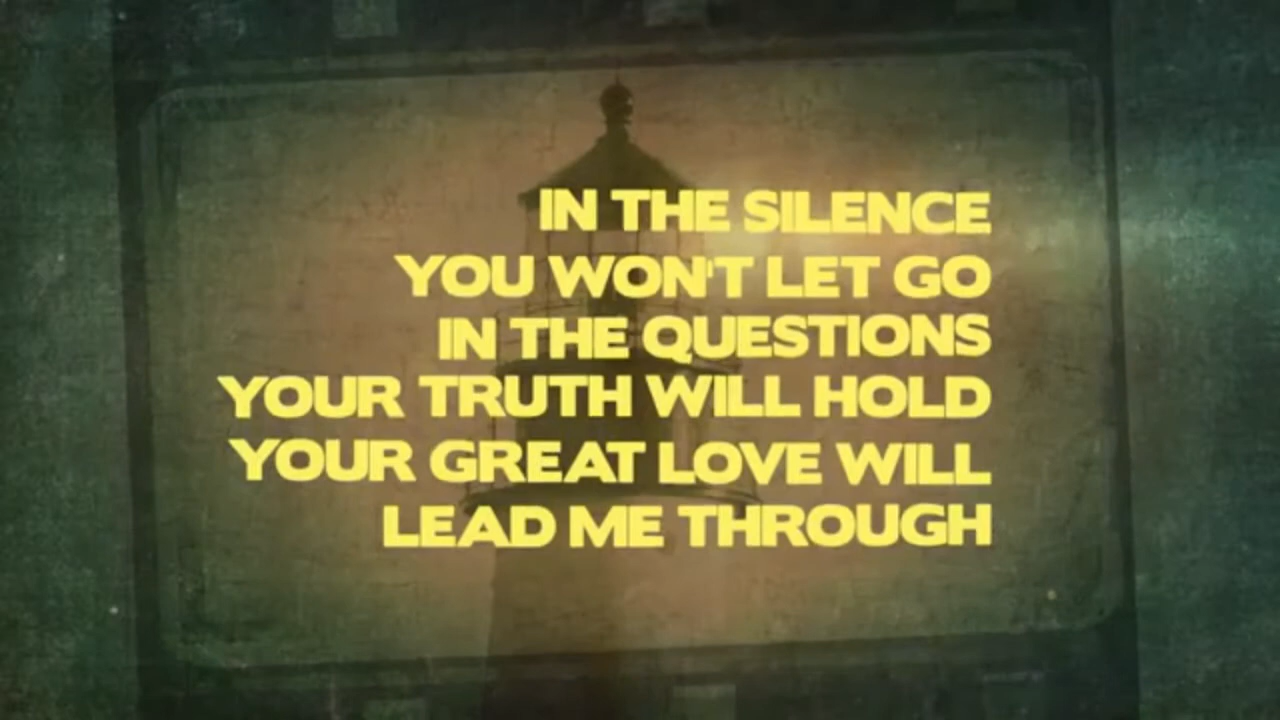 IN THE SILENCE
YOU WON'T LET GO
IN THE QUESTIONS
YOUR TRUTH WILL HOLD
YOUR GREAT LOVE WILL
LEAD ME THROUGH